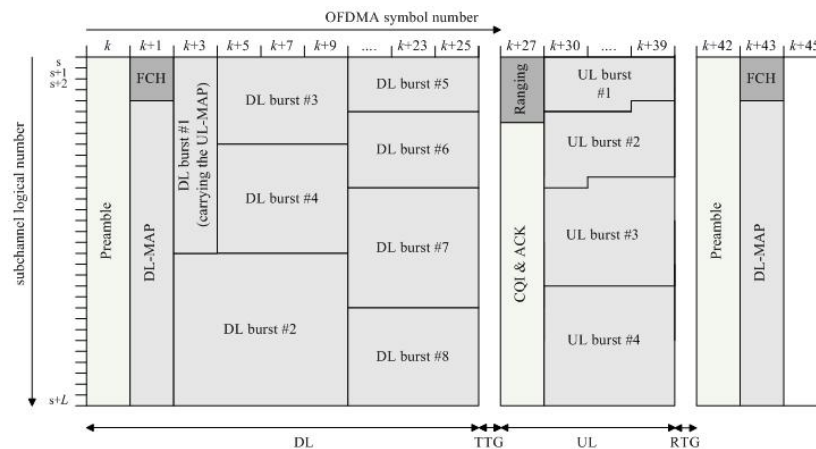 OFDMA symbol number
k k+1 k+3 k+5 k+7 k+9 .... k+23 k+25 k+27 k+30 .... k+39 k+42 k+43 k+45
subchannel logical number
s
s+1
s+2
s+L
Preamble
FCH
DL-MAP
DL burst #1
(carrying the UL-MAP)
DL burst #3
DL burst #4
DL burst #2
DL burst #5
DL burst #6
DL burst #7
DL burst #8
Ranging
CQI & ACK
UL burst
#1
UL burst #2
UL burst #3
UL burst #4
Preamble
FCH
DL-MAP
DL TTG UL RTG